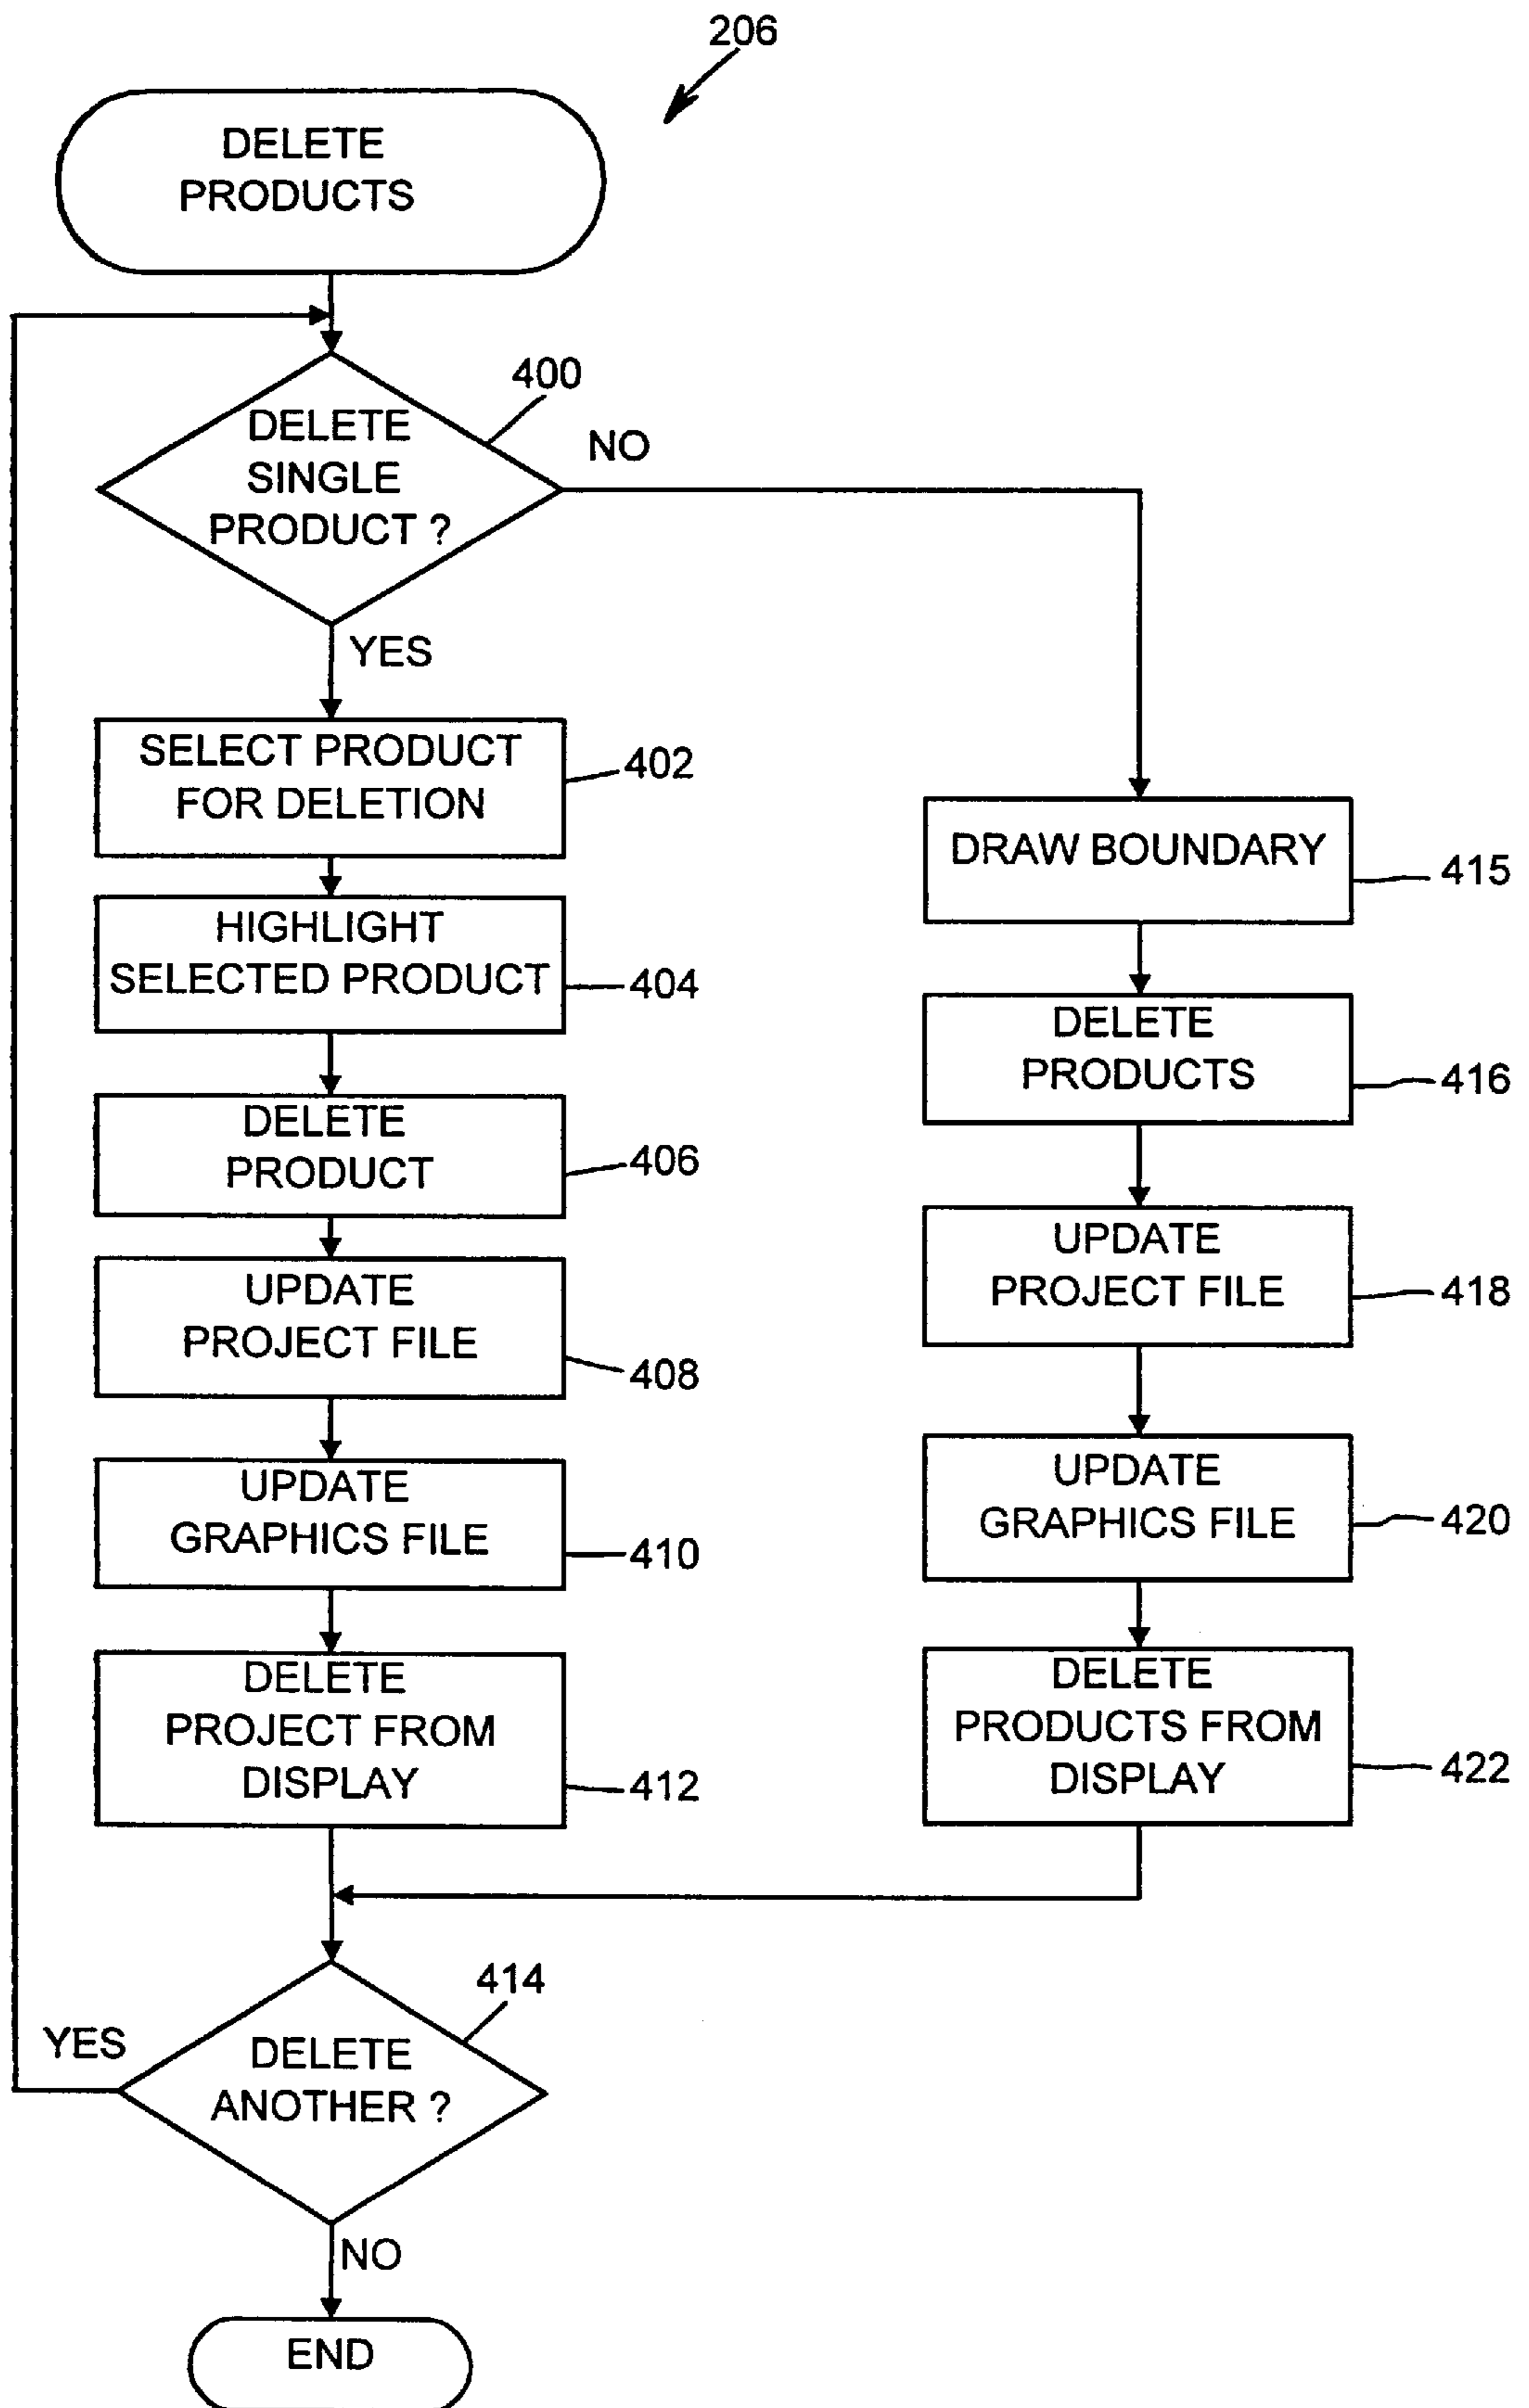 206
DELETE
PRODUCTS
400
DELETE
SINGLE
PRODUCT ?
NO
YES
SELECT PRODUCT
FOR DELETION
402
HIGHLIGHT
SELECTED PRODUCT
404
DELETE
PRODUCT
406
UPDATE
PROJECT FILE
408
UPDATE
GRAPHICS FILE
410
DELETE
PROJECT FROM
DISPLAY
412
DRAW BOUNDARY
415
DELETE
PRODUCTS
416
UPDATE
PROJECT FILE
418
UPDATE
GRAPHICS FILE
420
DELETE
PRODUCTS FROM
DISPLAY
422
414
YES
DELETE
ANOTHER ?
NO
END